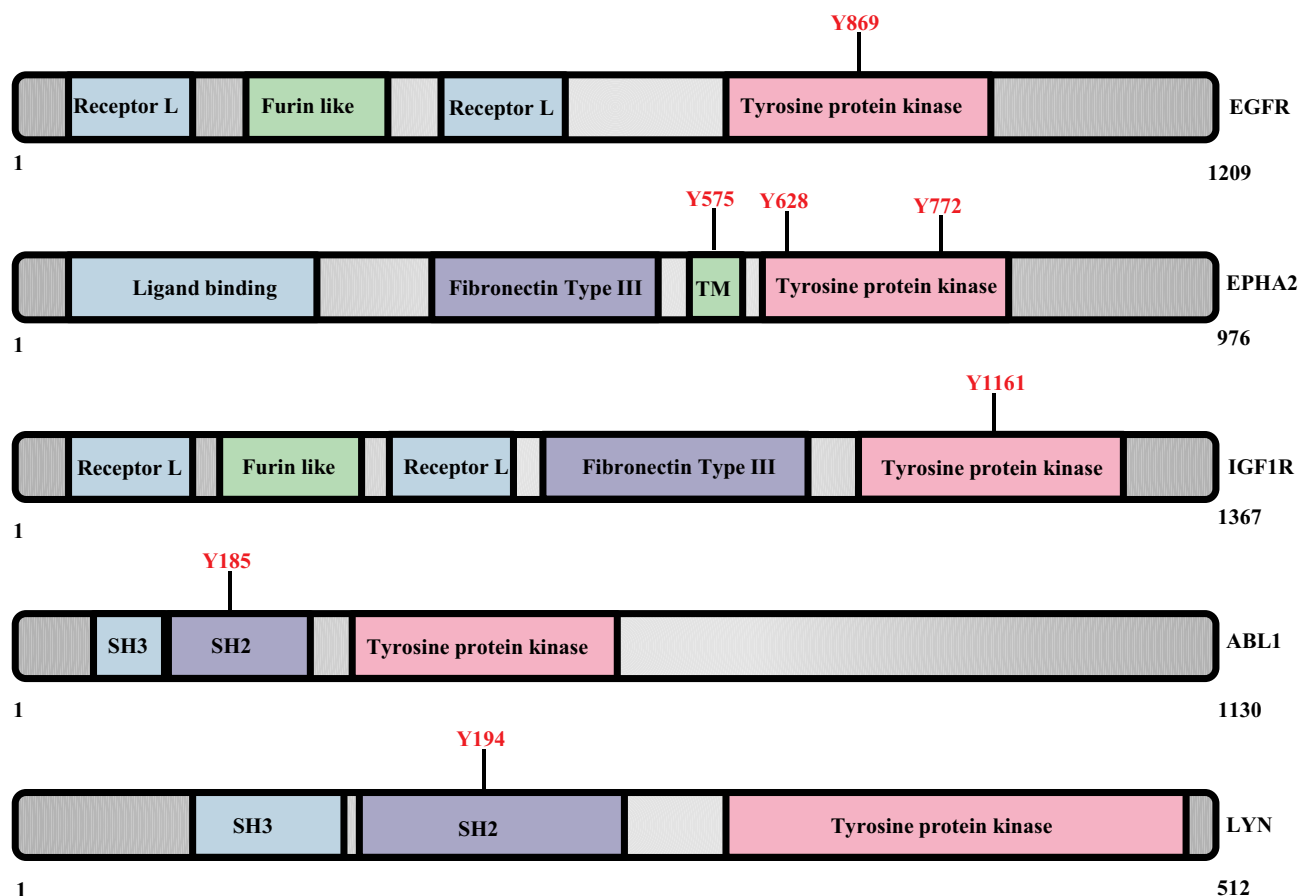 Y869
Receptor L Furin like Receptor L Tyrosine protein kinase EGFR
1 1209
Y575 Y628 Y772
Ligand binding Fibronectin Type III TM Tyrosine protein kinase EPHA2
1 976
Y1161
Receptor L Furin like Receptor L Fibronectin Type III Tyrosine protein kinase IGF1R
1 1367
Y185
SH3 SH2 Tyrosine protein kinase ABL1
1 1130
Y194
SH3 SH2 Tyrosine protein kinase LYN
1 512